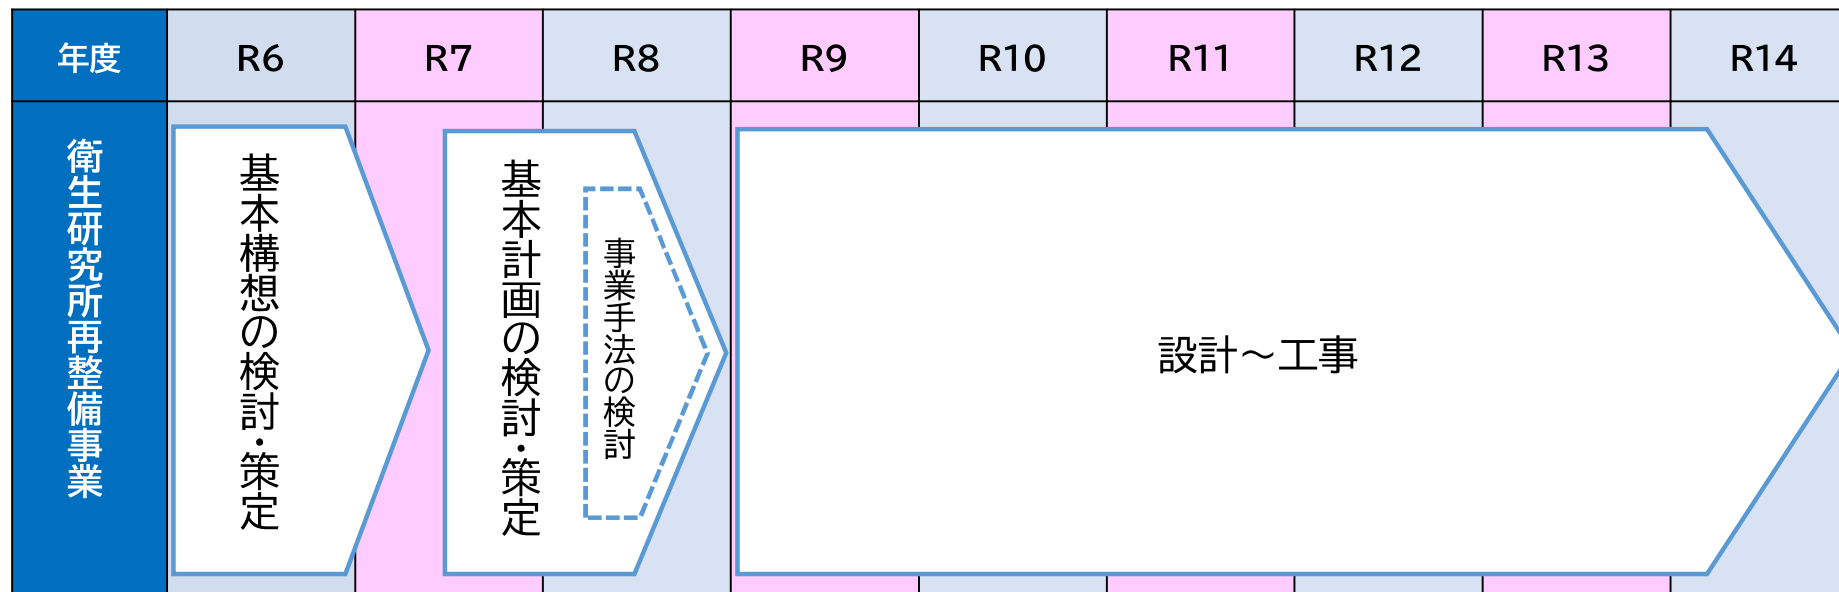 年度
R6
R7
R8
R9
R10
R11
R12
R13
R14
衛生研究所再整備事業
基本構想の検討・策定
基本計画の検討・策定
事業手法の検討
設計～工事